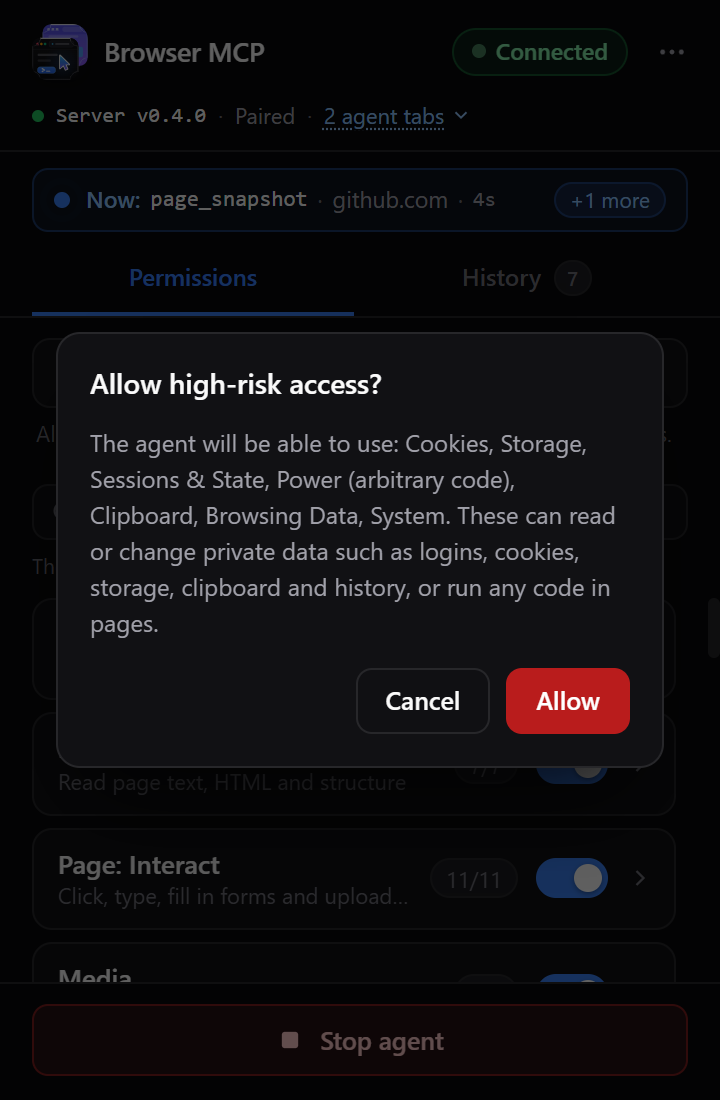 Browser MCP
Connected
Server v0.4.0 · Paired · 2 agent tabs
Now: page_snapshot · github.com · 4s
+1 more
Permissions
History 7
Allow high-risk access?
The agent will be able to use: Cookies, Storage,
Sessions & State, Power (arbitrary code),
Clipboard, Browsing Data, System. These can read
or change private data such as logins, cookies,
storage, clipboard and history, or run any code in
pages.
Cancel
Allow
Read page text, HTML and structure
Page: Interact
Click, type, fill in forms and upload...
11/11
Media
Stop agent